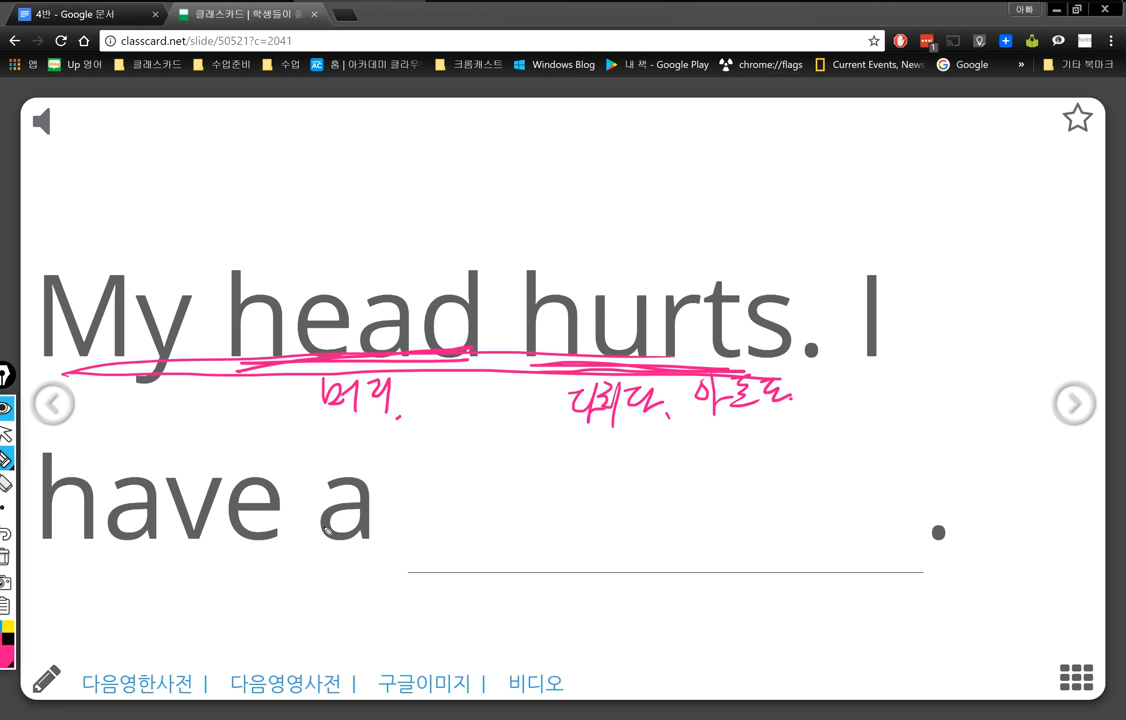 4반 - Google 문서
클래스카드 | 학생들이 좋
아빠
classcard.net/slide/50521?c=2041
1
앱 Up 영어 클래스카드 수업준비 수업 홈 | 아카데미 클라우 크롬캐스트 Windows Blog 내 책 - Google Play chrome://flags Current Events, News Google » 기타 북마크
My head hurts. I
머리. 다치다, 아프다.
have a .
다음영한사전 | 다음영영사전 | 구글이미지 | 비디오